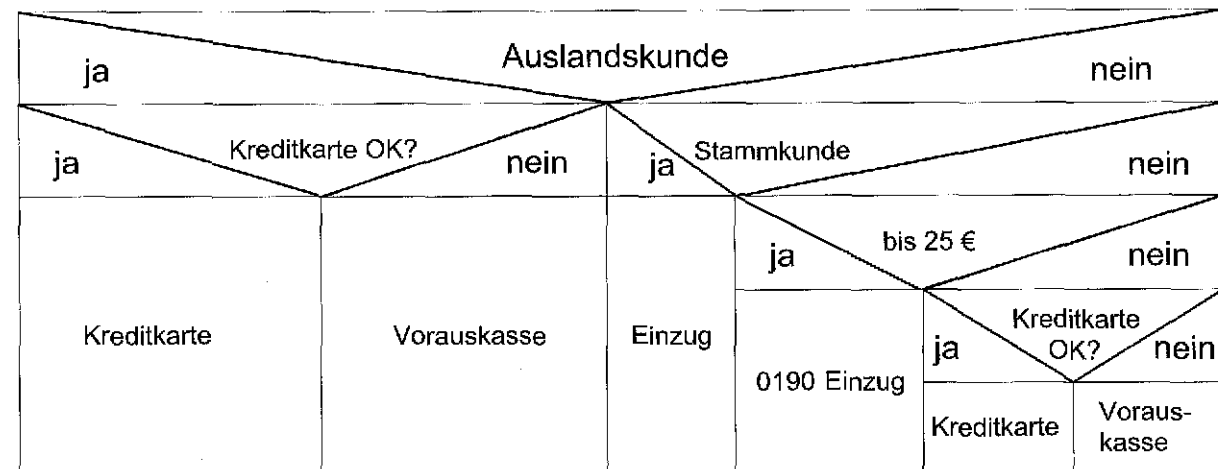 Auslandskunde
ja
nein
Kreditkarte OK?
ja
nein
Stammkunde
ja
nein
bis 25 €
ja
nein
Kreditkarte
OK?
ja
nein
Kreditkarte
Vorauskasse
Einzug
0190 Einzug
Kreditkarte
Voraus-
kasse